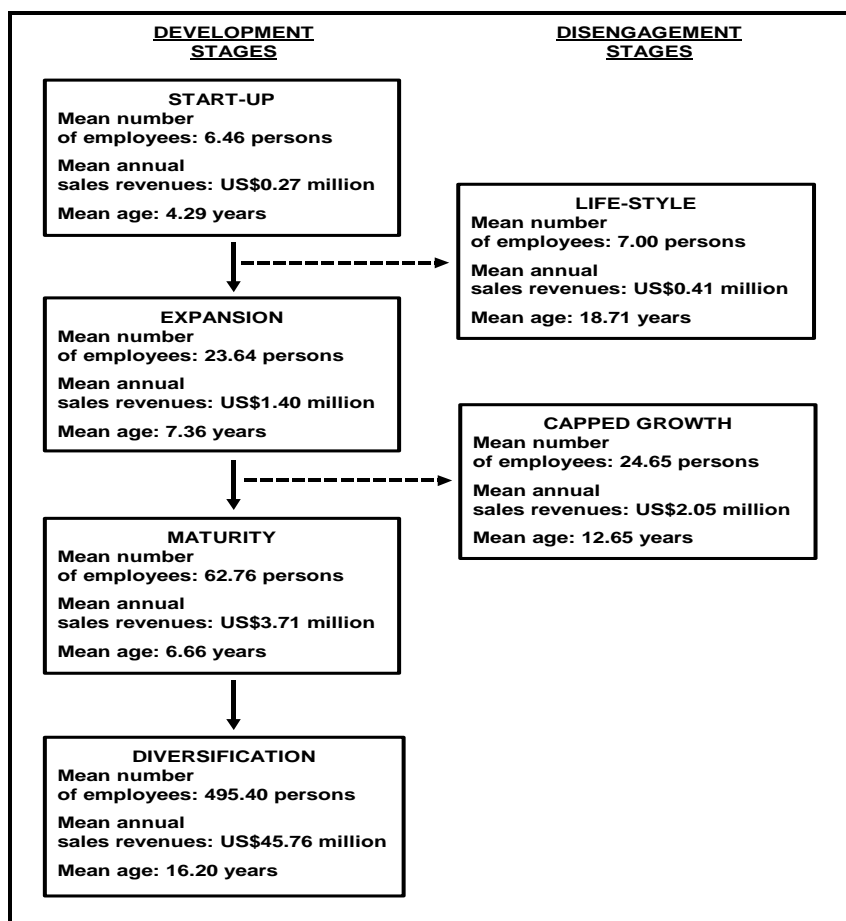 DEVELOPMENT
STAGES
DISENGAGEMENT
STAGES
START-UP
Mean number
of employees: 6.46 persons
Mean annual
sales revenues: US$0.27 million
Mean age: 4.29 years
LIFE-STYLE
Mean number
of employees: 7.00 persons
Mean annual
sales revenues: US$0.41 million
Mean age: 18.71 years
EXPANSION
Mean number
of employees: 23.64 persons
Mean annual
sales revenues: US$1.40 million
Mean age: 7.36 years
CAPPED GROWTH
Mean number
of employees: 24.65 persons
Mean annual
sales revenues: US$2.05 million
Mean age: 12.65 years
MATURITY
Mean number
of employees: 62.76 persons
Mean annual
sales revenues: US$3.71 million
Mean age: 6.66 years
DIVERSIFICATION
Mean number
of employees: 495.40 persons
Mean annual
sales revenues: US$45.76 million
Mean age: 16.20 years